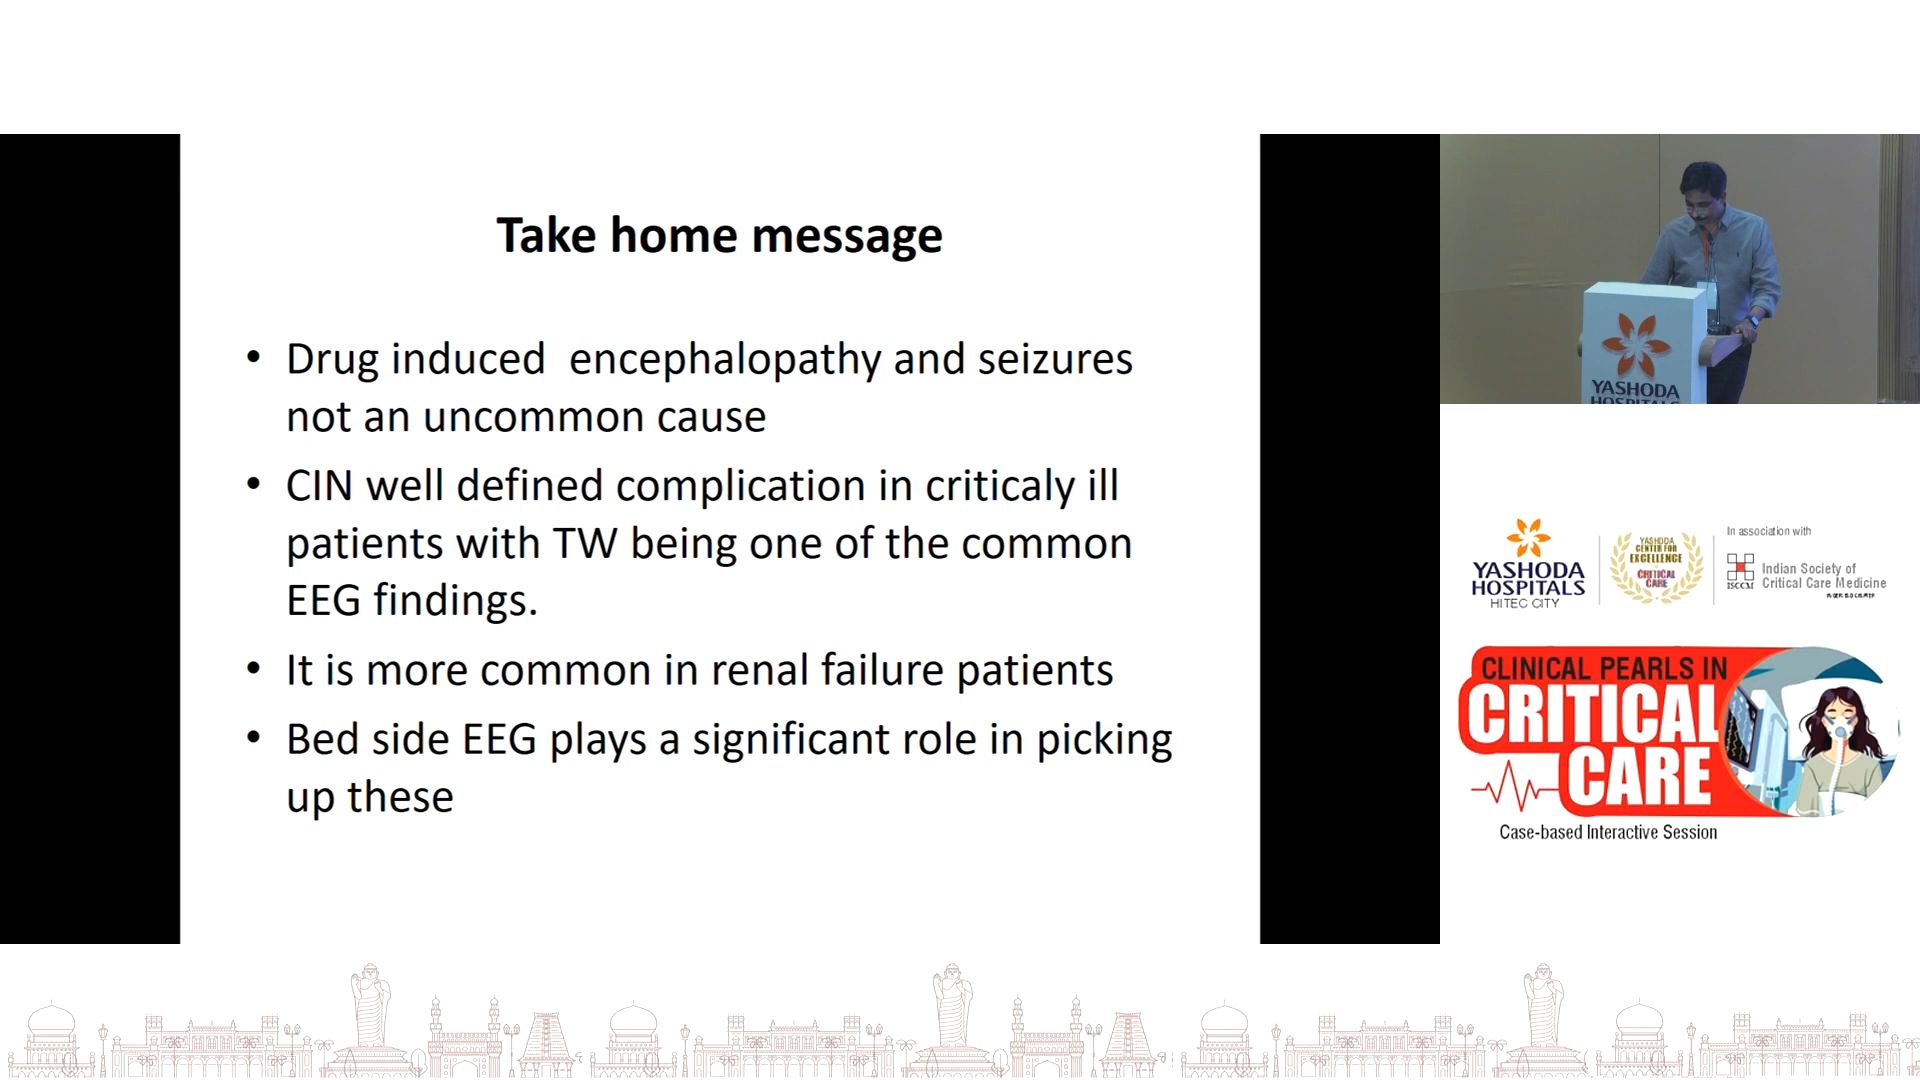 Take home message
• Drug induced encephalopathy and seizures
not an uncommon cause
• CIN well defined complication in criticaly ill
patients with TW being one of the common
EEG findings.
• It is more common in renal failure patients
• Bed side EEG plays a significant role in picking
up these
YASHODA
HOSPITALS
YASHODA
HOSPITALS
HITEC CITY
YASHODA
CENTER FOR
EXCELLENCE
CRITICAL
CARE
In association with
ISCCM
Indian Society of
Critical Care Medicine
CLINICAL PEARLS IN
CRITICAL
CARE
Case-based Interactive Session